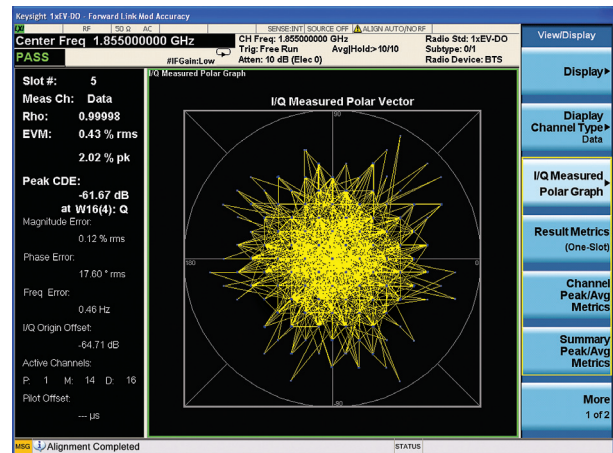 Keysight 1xEV-DO - Forward Link Mod Accuracy
RF 50 Ω AC SENSE:INT SOURCE OFF ALIGN AUTO/NO RF
Center Freq 1.855000000 GHz
CH Freq: 1.855000000 GHz
Radio Std: 1xEV-DO
Trig: Free Run Avg|Hold:>10/10
Subtype: 0/1
PASS
#IFGain:Low
Atten: 10 dB (Elec 0)
Radio Device: BTS
Slot #: 5
Meas Ch: Data
Rho: 0.99998
EVM: 0.43 % rms
2.02 % pk
Peak CDE:
-61.67 dB
at W16(4): Q
Magnitude Error:
0.12 % rms
Phase Error:
17.60 ° rms
Freq Error:
0.46 Hz
I/Q Origin Offset:
-64.71 dB
Active Channels:
P: 1 M: 14 D: 16
Pilot Offset:
--- µs
I/Q Measured Polar Graph
I/Q Measured Polar Vector
90
180
0
-90
View/Display
Display
Display
Channel Type
Data
I/Q Measured
Polar Graph
Result Metrics
(One-Slot)
Channel
Peak/Avg
Metrics
Summary
Peak/Avg
Metrics
More
1 of 2
MSG Alignment Completed
STATUS